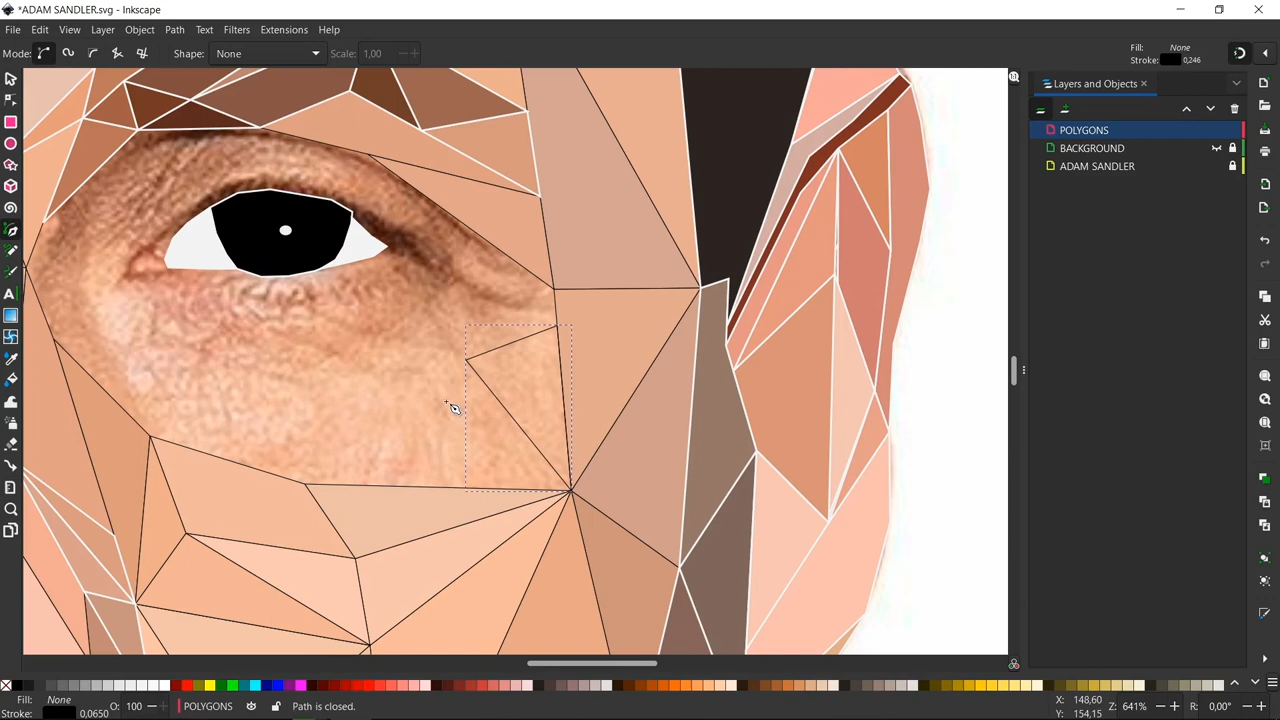 *ADAM SANDLER.svg - Inkscape
File Edit View Layer Object Path Text Filters Extensions Help
Mode: Shape: None Scale: 1,00 Fill: None
Stroke: 0,246
Layers and Objects
POLYGONS
BACKGROUND
ADAM SANDLER
Fill: None O: 100 POLYGONS Path is closed. X: 148,60 Z: 641% R: 0,00°
Stroke: 0,0650 Y: 154,15